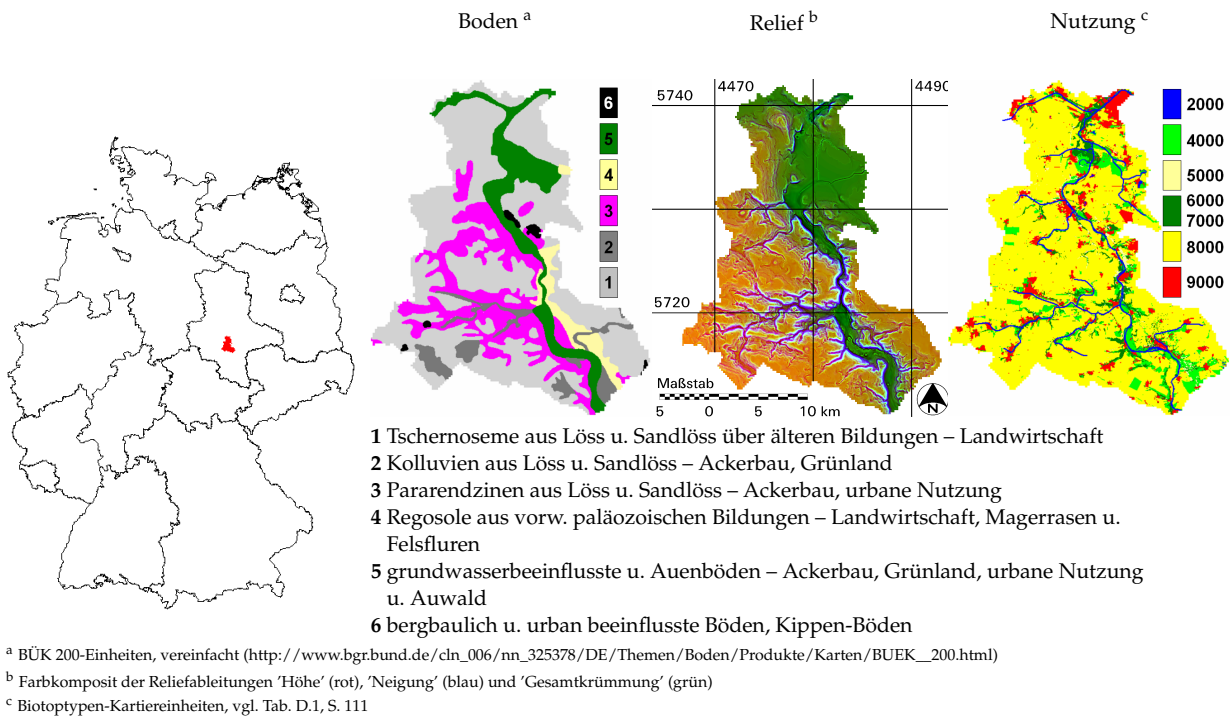 Boden a
Relief b
Nutzung c
6
5
4
3
2
1
4470
4490
5740
5720
Maßstab
5 0 5 10 km
N
2000
4000
5000
6000
7000
8000
9000
1 Tschernoseme aus Löss u. Sandlöss über älteren Bildungen – Landwirtschaft
2 Kolluvien aus Löss u. Sandlöss – Ackerbau, Grünland
3 Pararendzinen aus Löss u. Sandlöss – Ackerbau, urbane Nutzung
4 Regosole aus vorw. paläozoischen Bildungen – Landwirtschaft, Magerrasen u.
Felsfluren
5 grundwasserbeeinflusste u. Auenböden – Ackerbau, Grünland, urbane Nutzung
u. Auwald
6 bergbaulich u. urban beeinflusste Böden, Kippen-Böden
a BÜK 200-Einheiten, vereinfacht (http://www.bgr.bund.de/cln_006/nn_325378/DE/Themen/Boden/Produkte/Karten/BUEK__200.html)
b Farbkomposit der Reliefableitungen 'Höhe' (rot), 'Neigung' (blau) und 'Gesamtkrümmung' (grün)
c Biotoptypen-Kartiereinheiten, vgl. Tab. D.1, S. 111